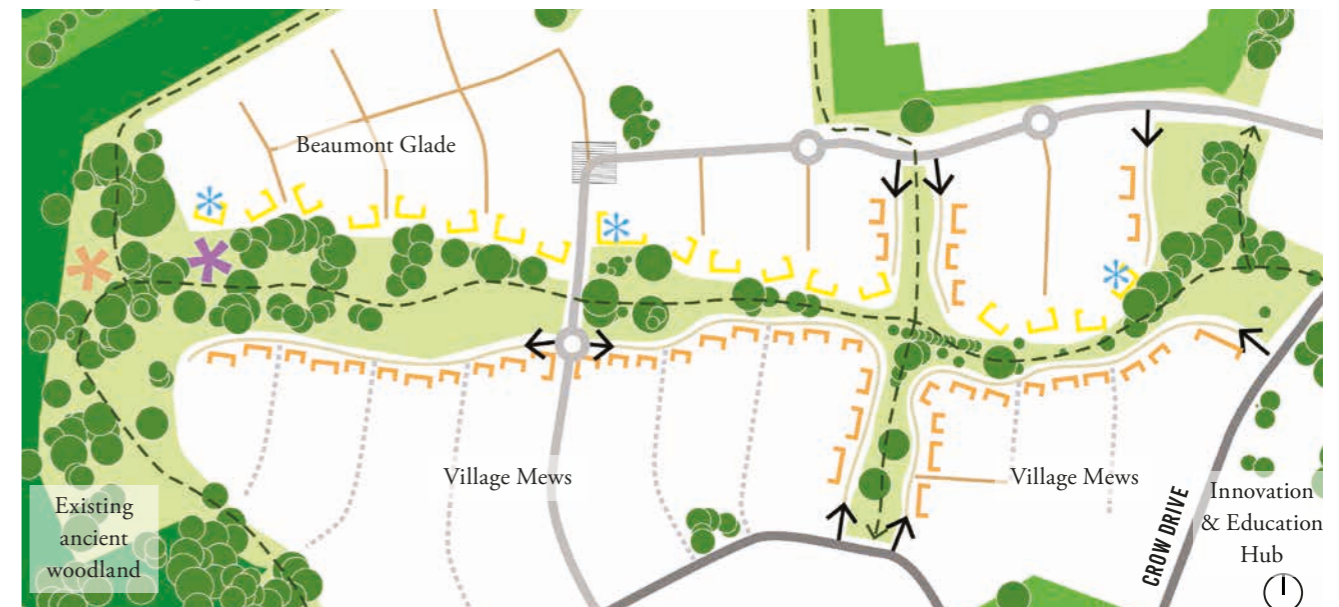 Beaumont Glade
Village Mews
Village Mews
Existing
ancient
woodland
CROW DRIVE
Innovation
& Education
Hub